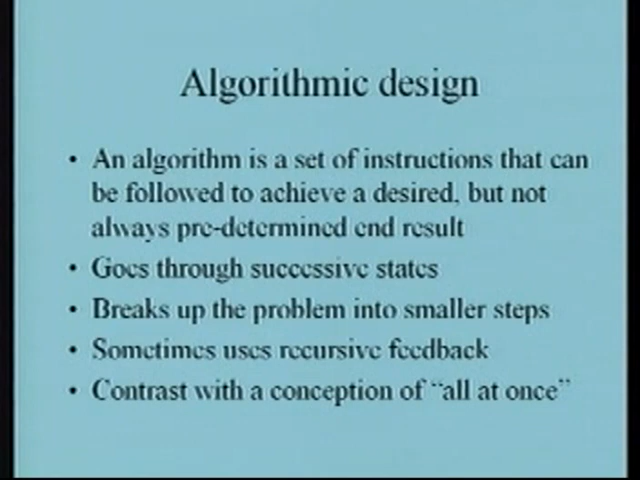 Algorithmic design
• An algorithm is a set of instructions that can
be followed to achieve a desired, but not
always pre-determined end result
• Goes through successive states
• Breaks up the problem into smaller steps
• Sometimes uses recursive feedback
• Contrast with a conception of “all at once”